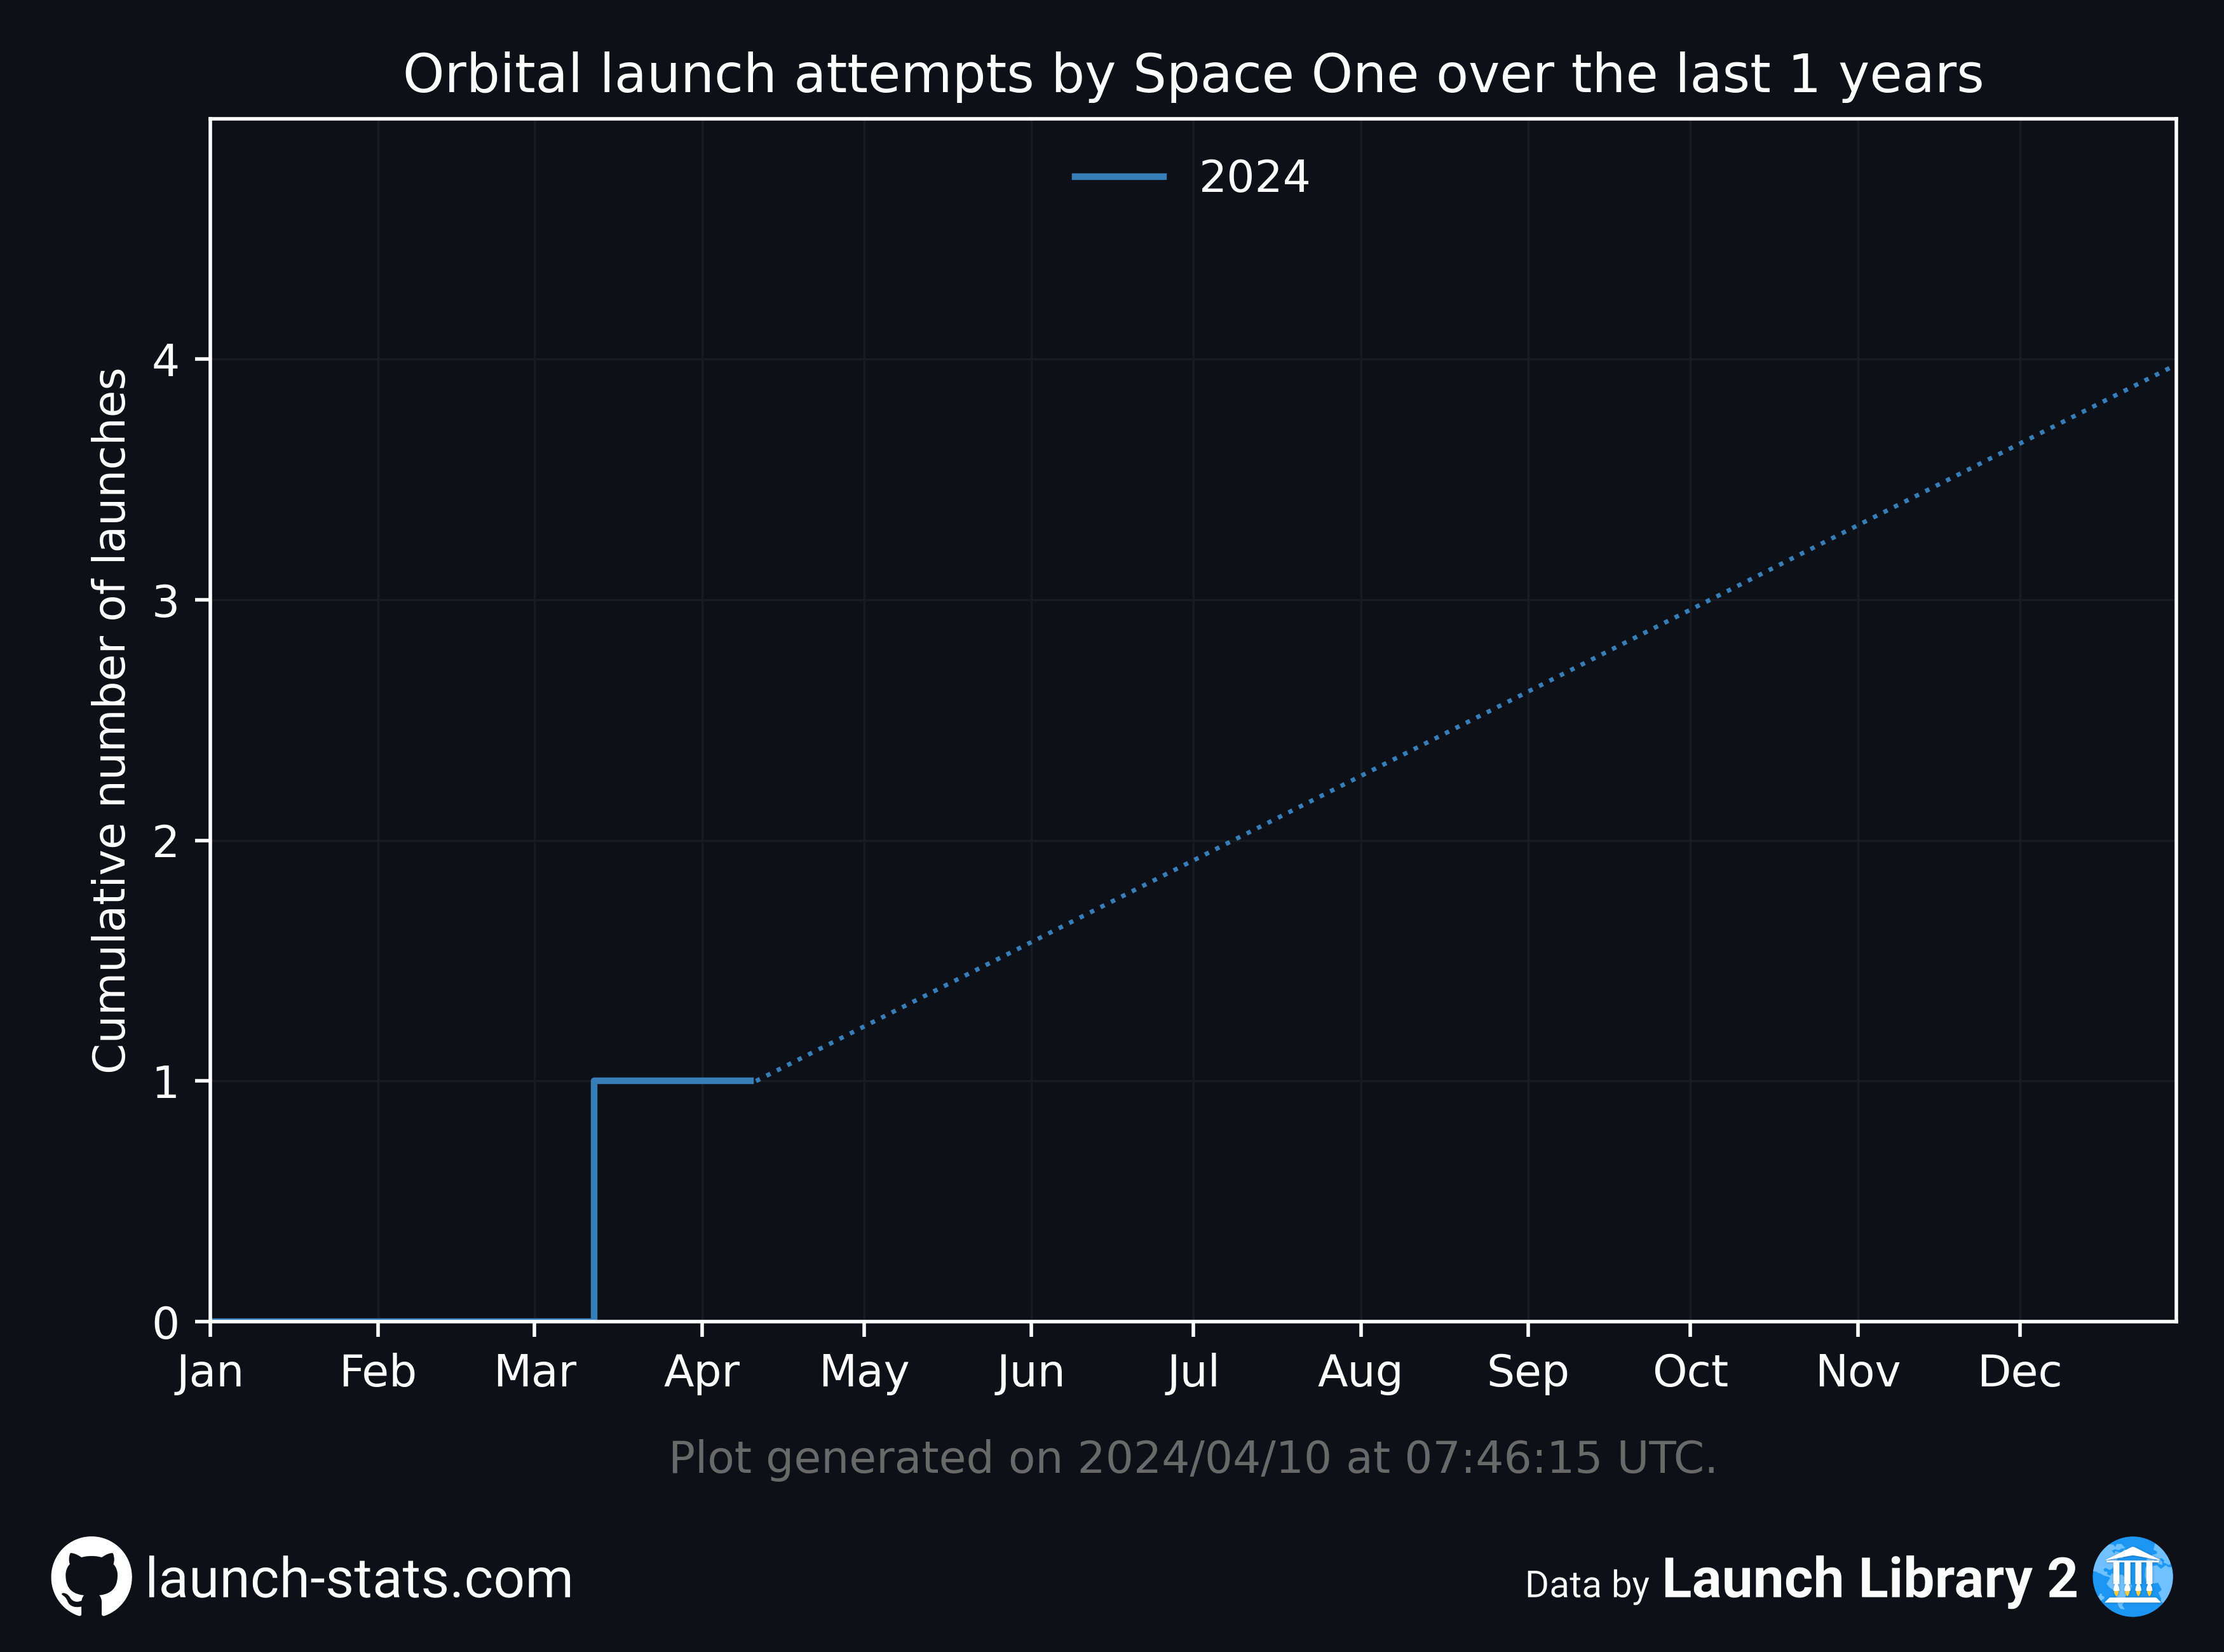 Orbital launch attempts by Space One over the last 1 years
2024
Cumulative number of launches
4
3
2
1
0
Jan Feb Mar Apr May Jun Jul Aug Sep Oct Nov Dec
Plot generated on 2024/04/10 at 07:46:15 UTC.
launch-stats.com
Data by Launch Library 2